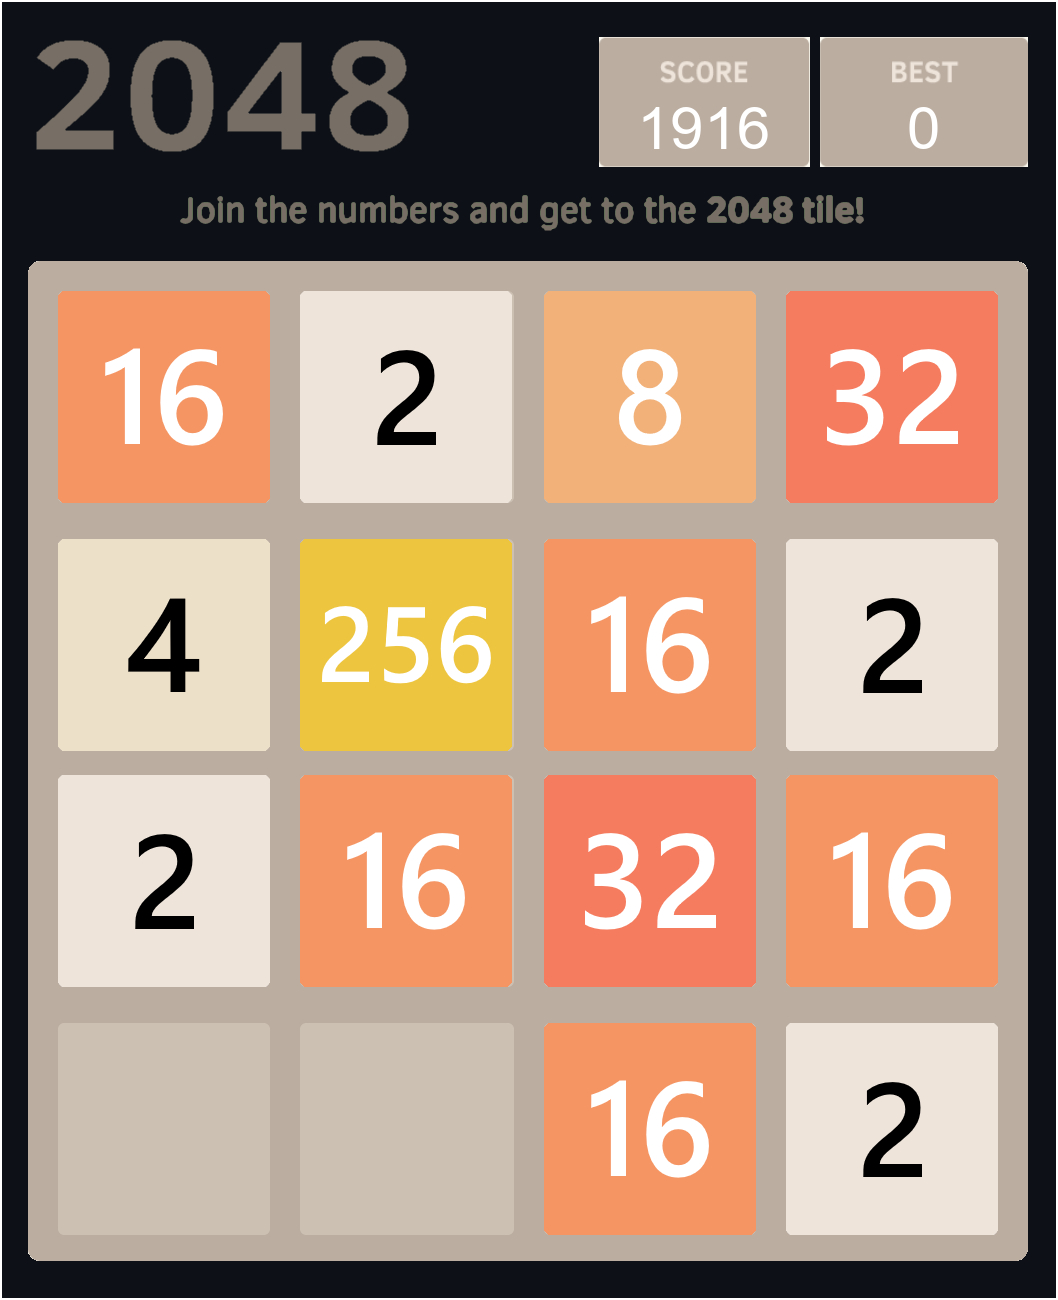 2048
SCORE BEST
1916 0
Join the numbers and get to the 2048 tile!
16 2 8 32
4 256 16 2
2 16 32 16
16 2